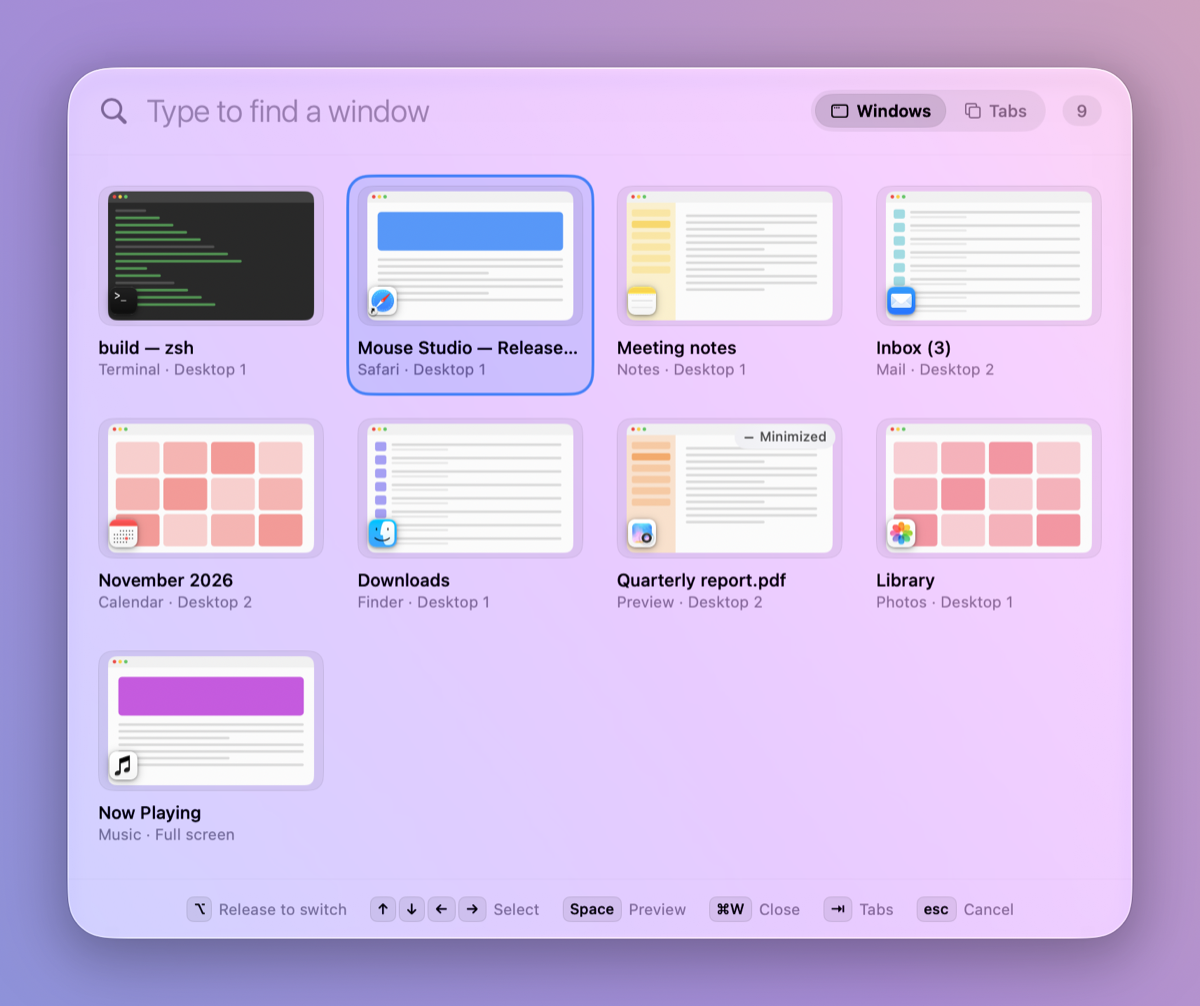 Type to find a window
Windows
Tabs
9
build — zsh
Terminal · Desktop 1
Mouse Studio — Release...
Safari · Desktop 1
Meeting notes
Notes · Desktop 1
Inbox (3)
Mail · Desktop 2
— Minimized
November 2026
Calendar · Desktop 2
Downloads
Finder · Desktop 1
Quarterly report.pdf
Preview · Desktop 2
Library
Photos · Desktop 1
Now Playing
Music · Full screen
⌥ Release to switch ↑ ↓ ← → Select Space Preview ⌘W Close ⇥ Tabs esc Cancel